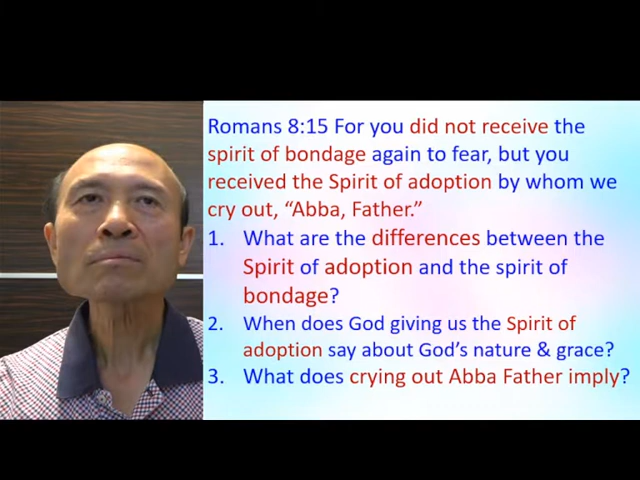 Romans 8:15 For you did not receive the
spirit of bondage again to fear, but you
received the Spirit of adoption by whom we
cry out, “Abba, Father.”
1. What are the differences between the
Spirit of adoption and the spirit of
bondage?
2. When does God giving us the Spirit of
adoption say about God’s nature & grace?
3. What does crying out Abba Father imply?